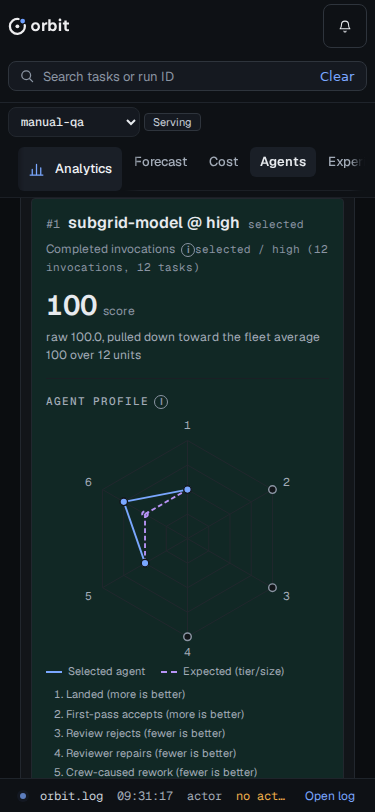 orbit
Search tasks or run ID Clear
manual-qa Serving
Analytics Forecast Cost Agents Exper
#1 subgrid-model @ high selected
Completed invocations selected / high (12
invocations, 12 tasks)
100 score
raw 100.0, pulled down toward the fleet average
100 over 12 units
AGENT PROFILE
1
6 2
5 3
4
Selected agent Expected (tier/size)
1. Landed (more is better)
2. First-pass accepts (more is better)
3. Review rejects (fewer is better)
4. Reviewer repairs (fewer is better)
5. Crew-caused rework (fewer is better)
orbit.log 09:31:17 actor no act… Open log